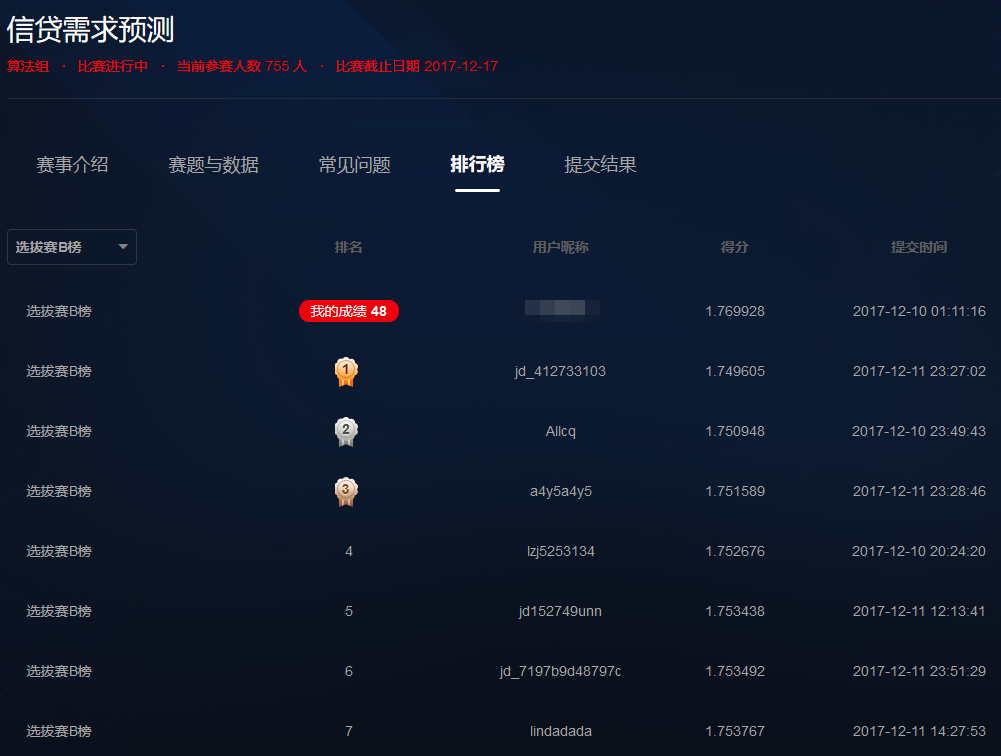 信贷需求预测
算法组 · 比赛进行中 · 当前参赛人数 755 人 · 比赛截止日期 2017-12-17
赛事介绍 赛题与数据 常见问题 排行榜 提交结果
选拔赛B榜 排名 用户昵称 得分 提交时间
选拔赛B榜 我的成绩 48 1.769928 2017-12-10 01:11:16
选拔赛B榜 1 jd_412733103 1.749605 2017-12-11 23:27:02
选拔赛B榜 2 Allcq 1.750948 2017-12-10 23:49:43
选拔赛B榜 3 a4y5a4y5 1.751589 2017-12-11 23:28:46
选拔赛B榜 4 lzj5253134 1.752676 2017-12-10 20:24:20
选拔赛B榜 5 jd152749unn 1.753438 2017-12-11 12:13:41
选拔赛B榜 6 jd_7197b9d48797c 1.753492 2017-12-11 23:51:29
选拔赛B榜 7 lindadada 1.753767 2017-12-11 14:27:53